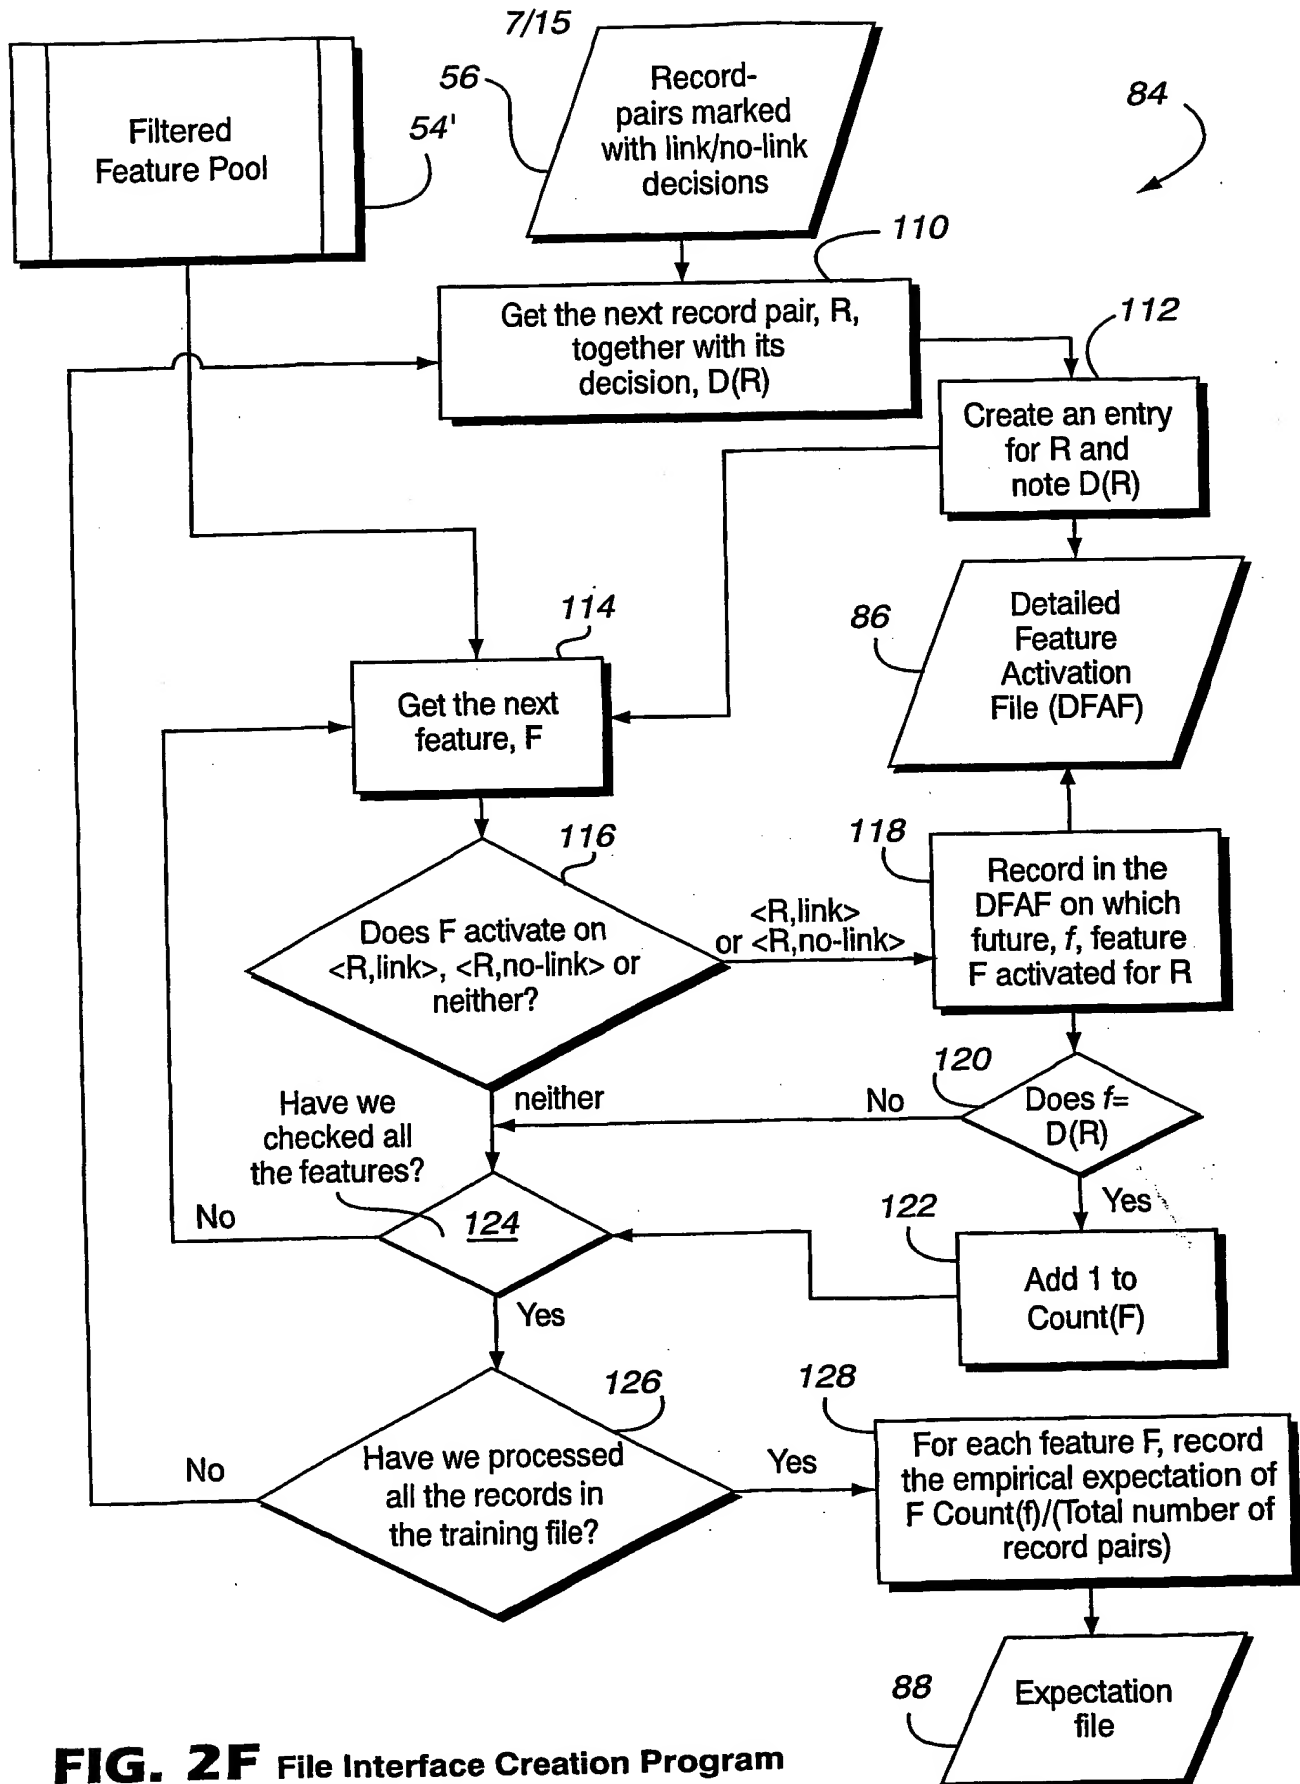 7/15
Filtered
Feature Pool
54'
56
Record-
pairs marked
with link/no-link
decisions
84
110
Get the next record pair, R,
together with its
decision, D(R)
112
Create an entry
for R and
note D(R)
86
Detailed
Feature
Activation
File (DFAF)
114
Get the next
feature, F
116
Does F activate on
<R,link>, <R,no-link> or
neither?
<R,link>
or <R,no-link>
118
Record in the
DFAF on which
future, f, feature
F activated for R
neither
120
Does f=
D(R)
No
Yes
Have we
checked all
the features?
124
No
Yes
122
Add 1 to
Count(F)
126
Have we processed
all the records in
the training file?
No
Yes
128
For each feature F, record
the empirical expectation of
F Count(f)/(Total number of
record pairs)
88
Expectation
file
FIG. 2F File Interface Creation Program